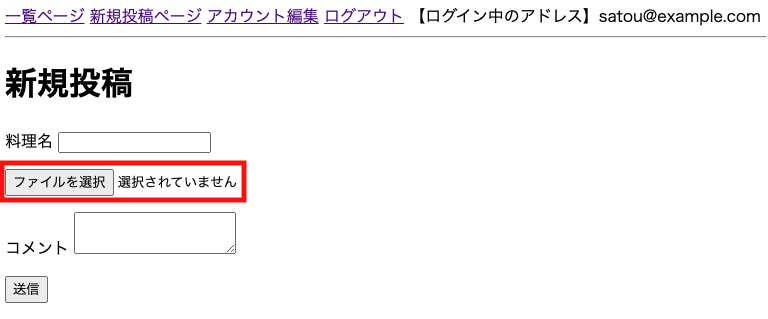 一覧ページ 新規投稿ページ アカウント編集 ログアウト 【ログイン中のアドレス】satou@example.com
新規投稿
料理名
ファイルを選択 選択されていません
コメント
送信